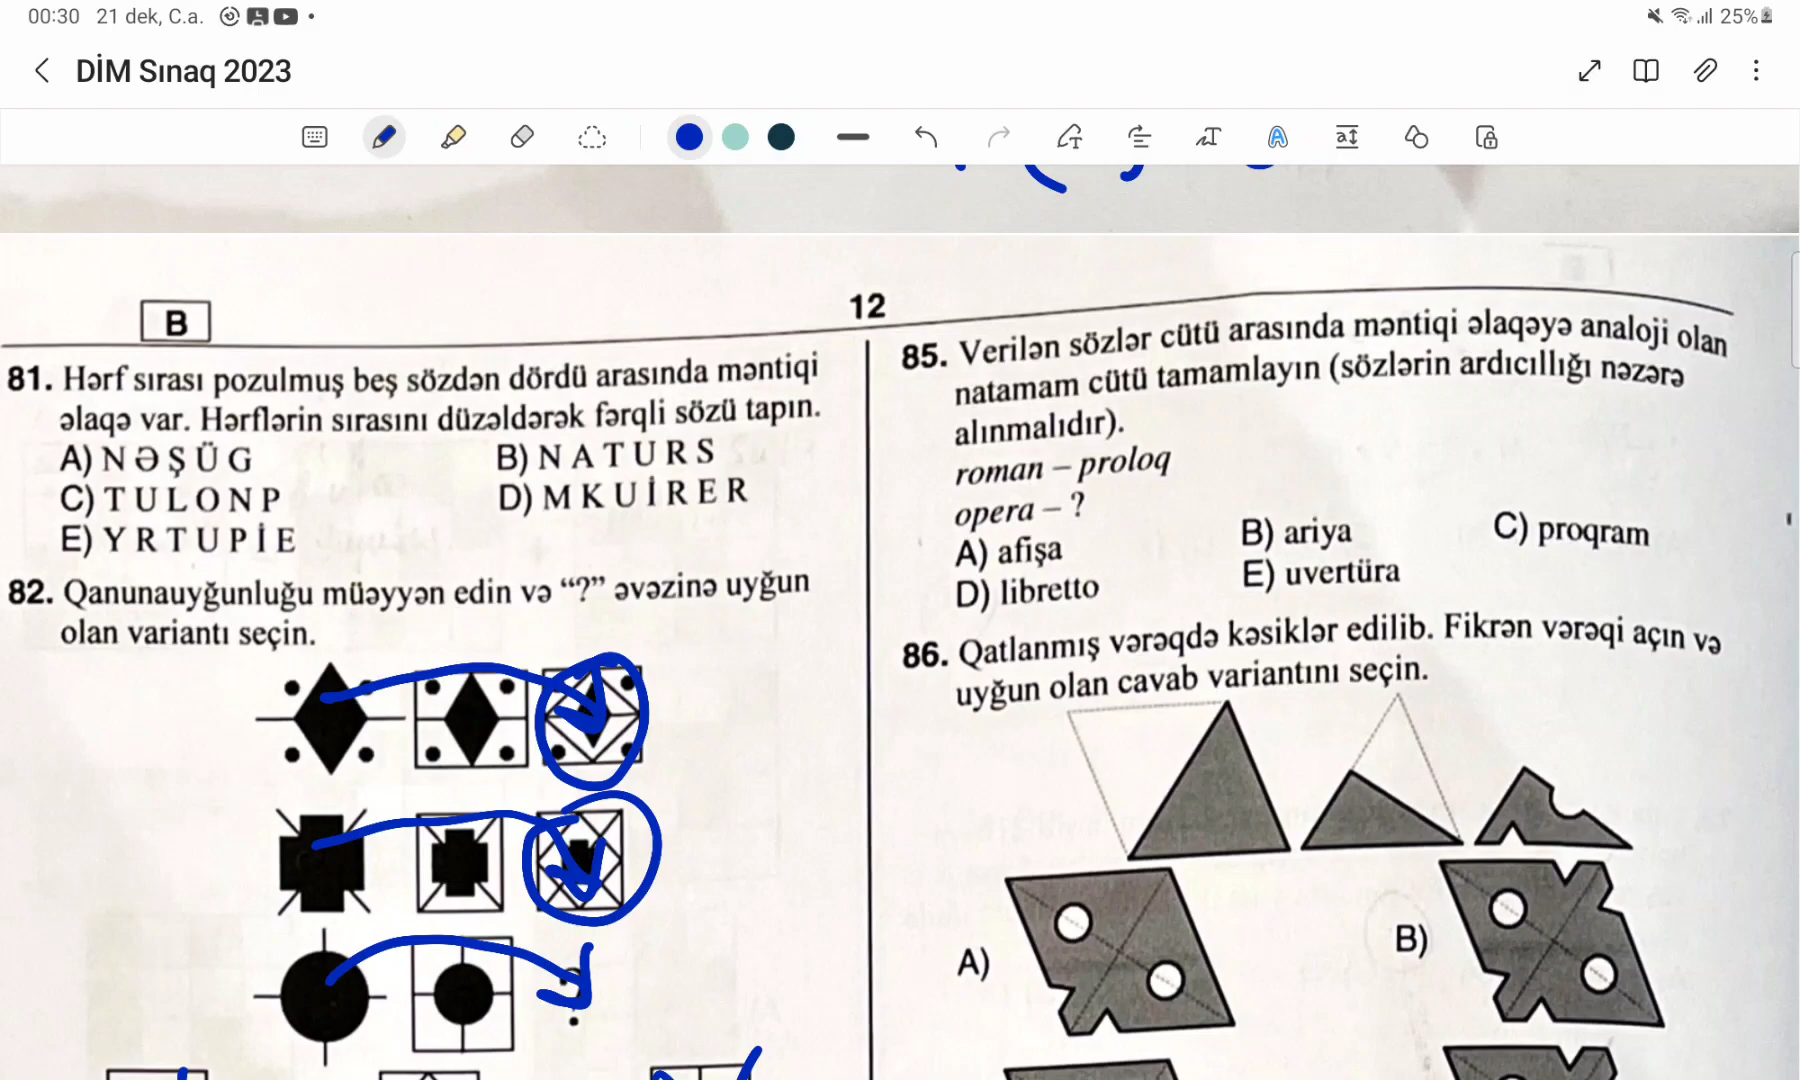 00:30 21 dek, C.a.
25%
DİM Sınaq 2023
B
12
81. Hərf sırası pozulmuş beş sözdən dördü arasında məntiqi
əlaqə var. Hərflərin sırasını düzəldərək fərqli sözü tapın.
A) N Ə Ş Ü G
B) N A T U R S
C) T U L O N P
D) M K U İ R E R
E) Y R T U P İ E
82. Qanunauyğunluğu müəyyən edin və “?” əvəzinə uyğun
olan variantı seçin.
?
85. Verilən sözlər cütü arasında məntiqi əlaqəyə analoji olan
natamam cütü tamamlayın (sözlərin ardıcıllığı nəzərə
alınmalıdır).
roman – proloq
opera – ?
A) afişa
B) ariya
C) proqram
D) libretto
E) uvertüra
86. Qatlanmış vərəqdə kəsiklər edilib. Fikrən vərəqi açın və
uyğun olan cavab variantını seçin.
A)
B)